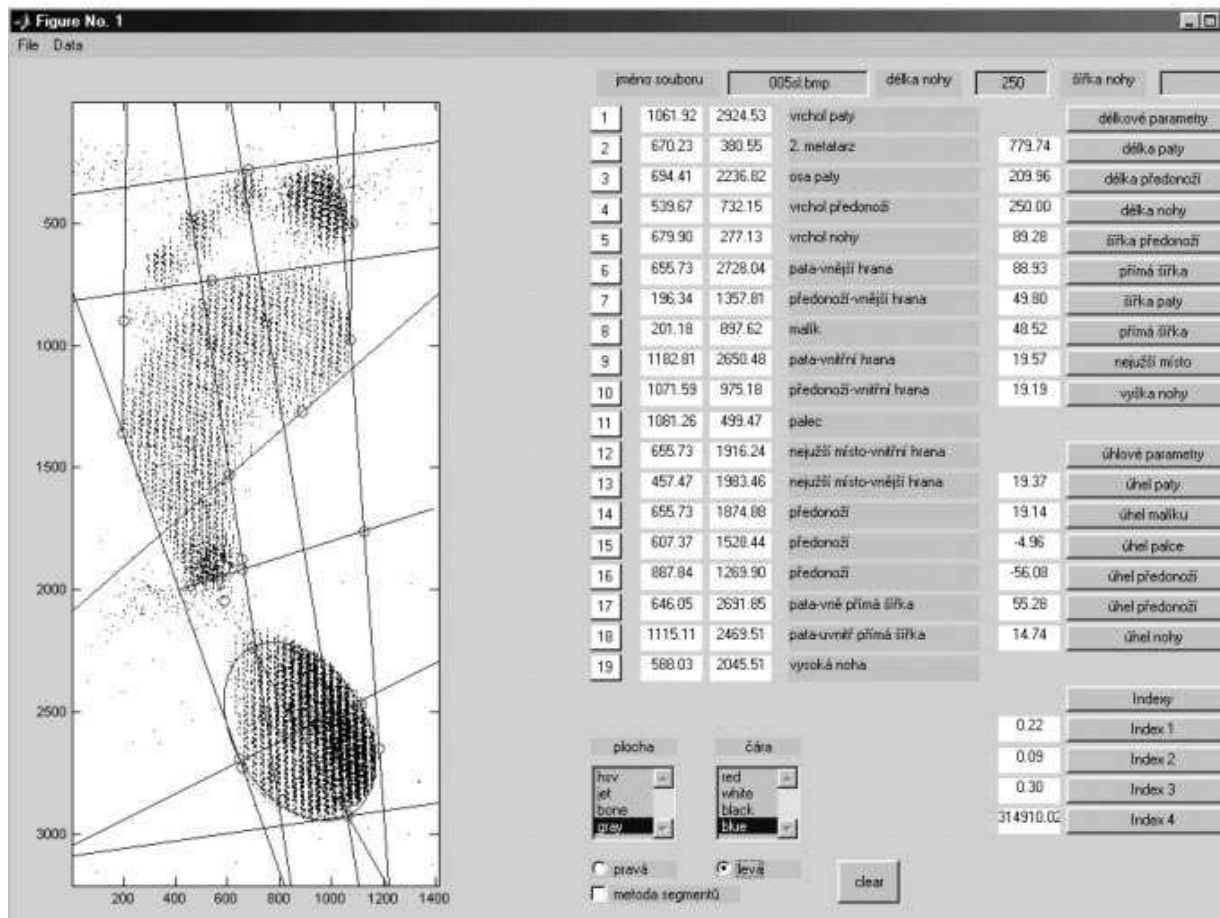 Figure No. 1
File Data
jméno souboru 005sl.bmp délka nohy 250 šířka nohy
1 1061.92 2924.53 vrchol paty délkové parametry
2 670.23 380.55 2. metatarz 779.74 délka paty
3 694.41 2236.82 osa paty 209.96 délka předonoží
4 539.67 732.15 vrchol předonoží 250.00 délka nohy
5 679.90 277.13 vrchol nohy 89.28 šířka předonoží
6 655.73 2728.04 pata-vnější hrana 88.93 přímá šířka
7 196.34 1357.81 předonoží-vnější hrana 49.80 šířka paty
8 201.18 897.62 malík 48.52 přímá šířka
9 1182.81 2650.48 pata-vnitřní hrana 19.57 nejužší místo
10 1071.59 975.18 předonoží-vnitřní hrana 19.19 vyška nohy
11 1081.26 499.47 palec
12 655.73 1916.24 nejužší místo-vnitřní hrana úhlové parametry
13 457.47 1983.46 nejužší místo-vnější hrana 19.37 úhel paty
14 655.73 1874.88 předonoží 19.14 úhel malíku
15 607.37 1528.44 předonoží -4.96 úhel palce
16 887.84 1269.90 předonoží -56.08 úhel předonoží
17 646.05 2691.85 pata-vně přímá šířka 55.28 úhel předonoží
18 1115.11 2469.51 pata-uvnitř přímá šířka 14.74 úhel nohy
19 588.03 2045.51 vysoká noha
Indexy
0.22 Index 1
0.09 Index 2
0.30 Index 3
314910.02 Index 4
plocha čára
hsv red
jet white
bone black
gray blue
pravá levá
metoda segmentů
clear
500
1000
1500
2000
2500
3000
200 400 600 800 1000 1200 1400